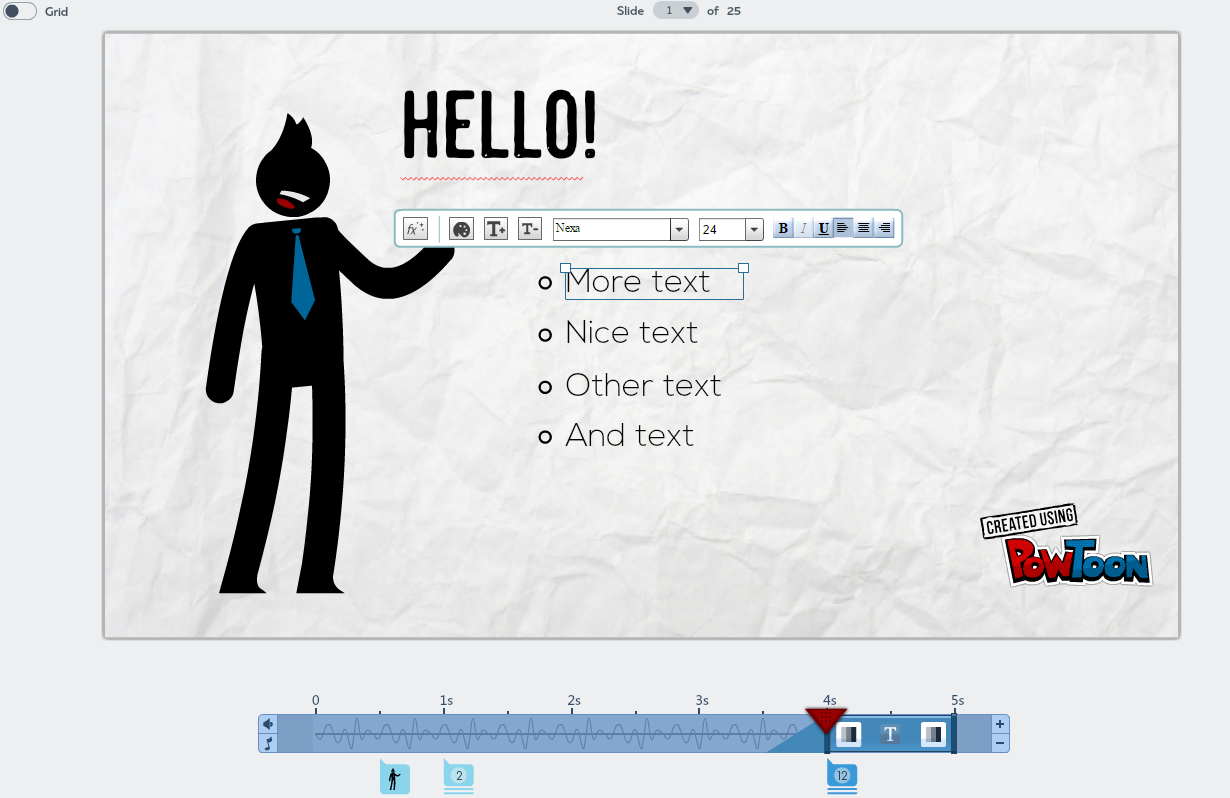 Grid
Slide 1 of 25
HELLO!
fx T+ T- Nexa 24 B I U
More text
Nice text
Other text
And text
CREATED USING
POWTOON
0 1s 2s 3s 4s 5s
T
+
−
2 12